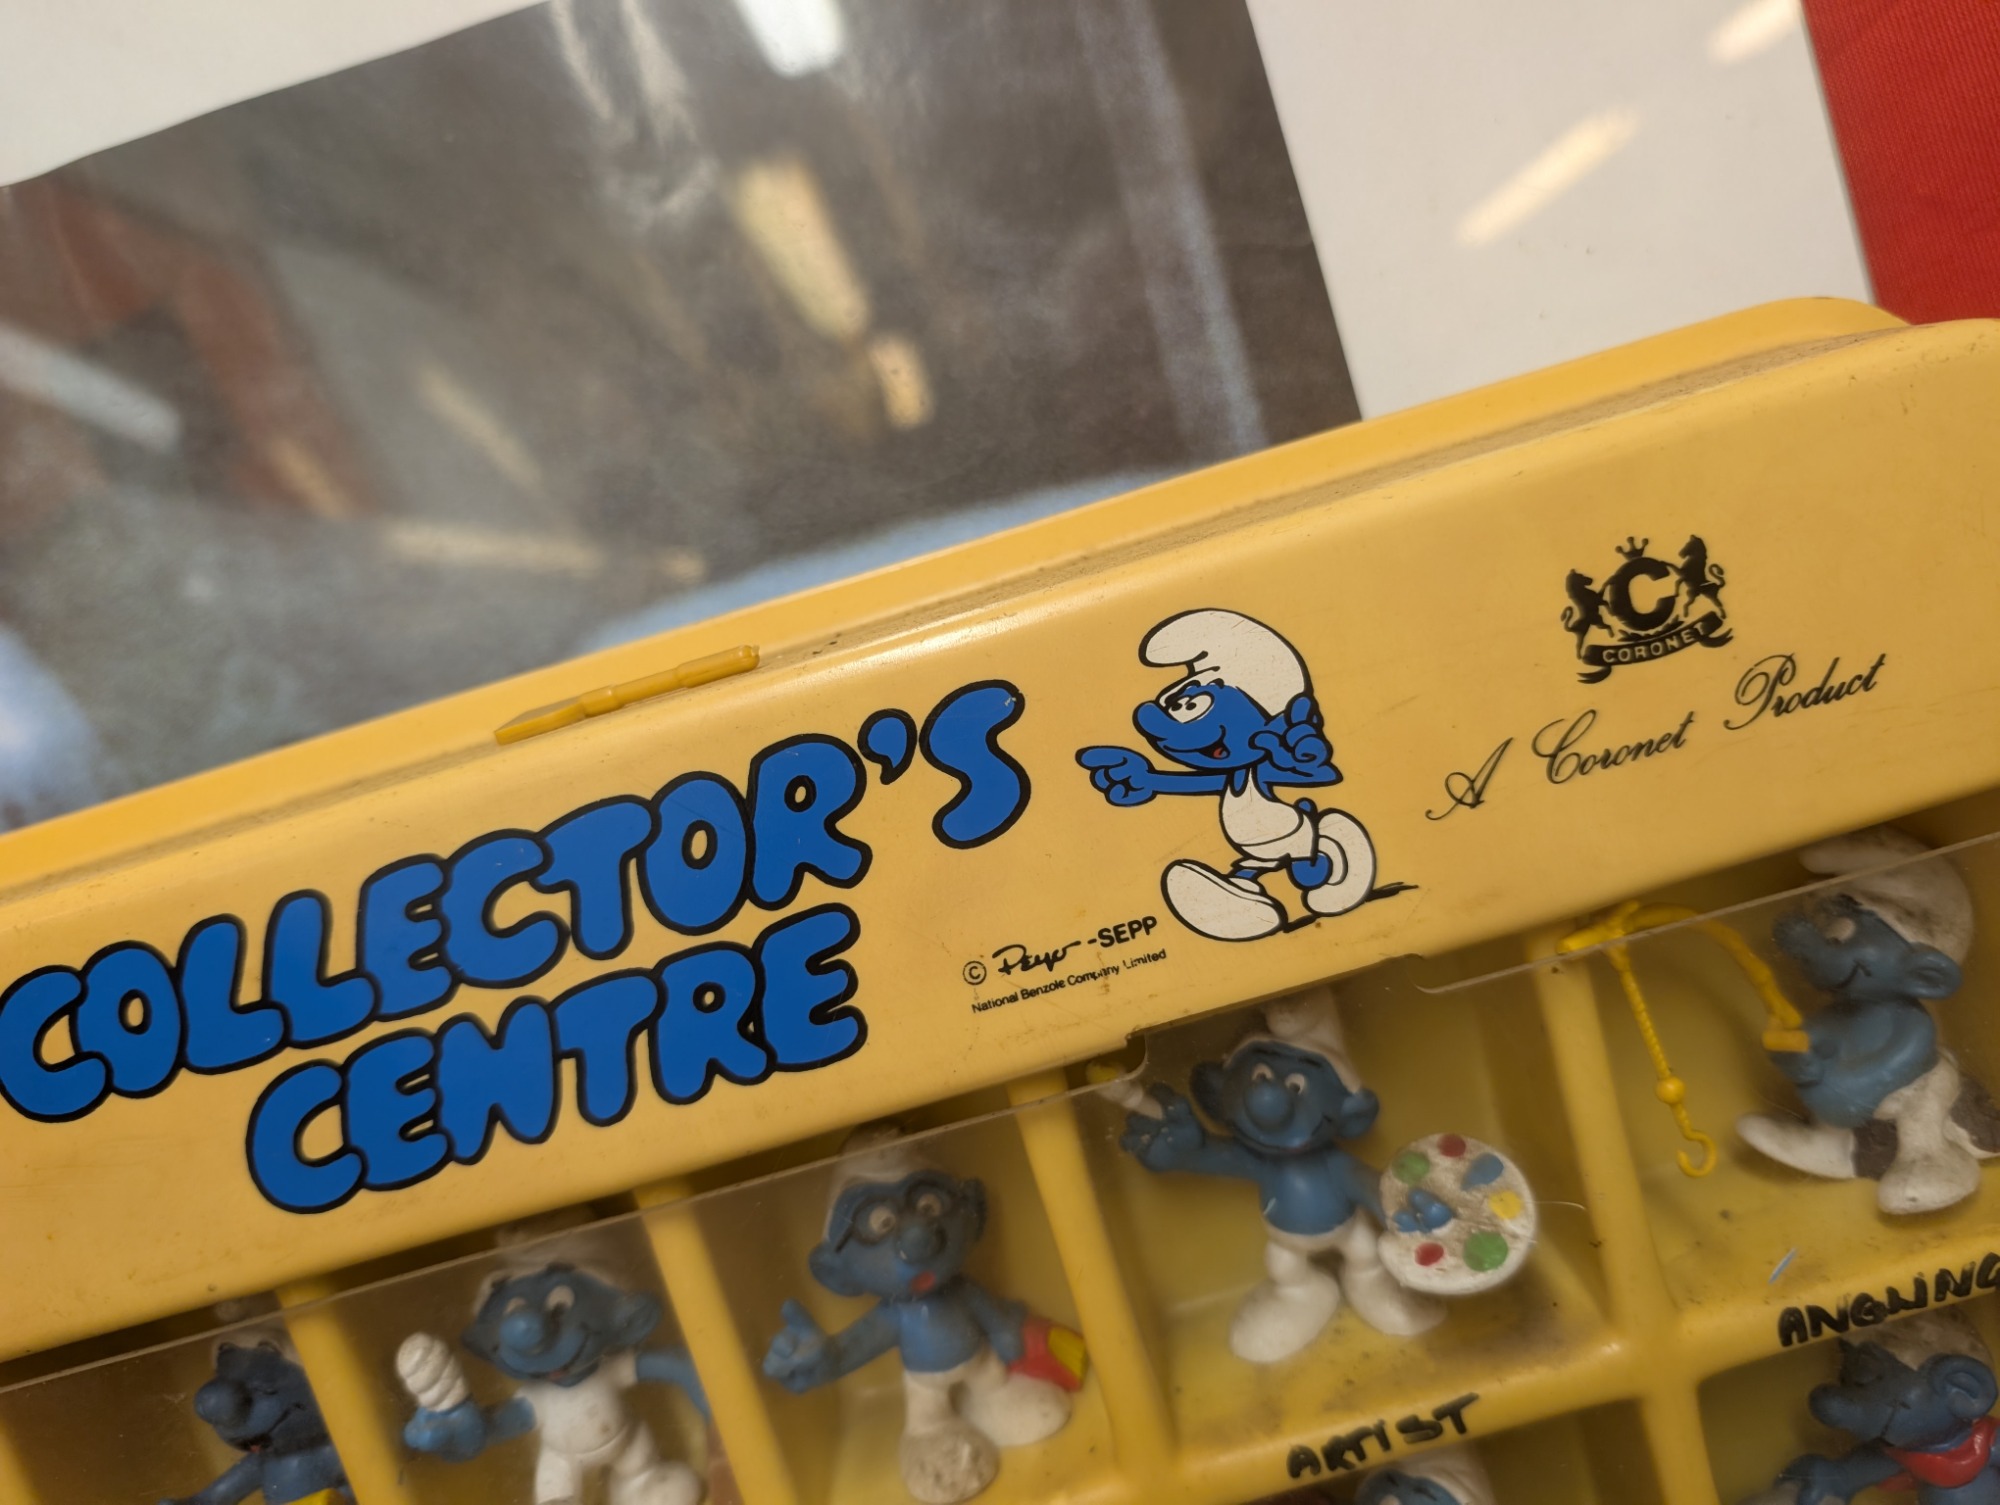 COLLECTOR'S
CENTRE
© Peyo -SEPP
National Benzole Company Limited
C
CORONET
A Coronet Product
ARTIST
ANGLING